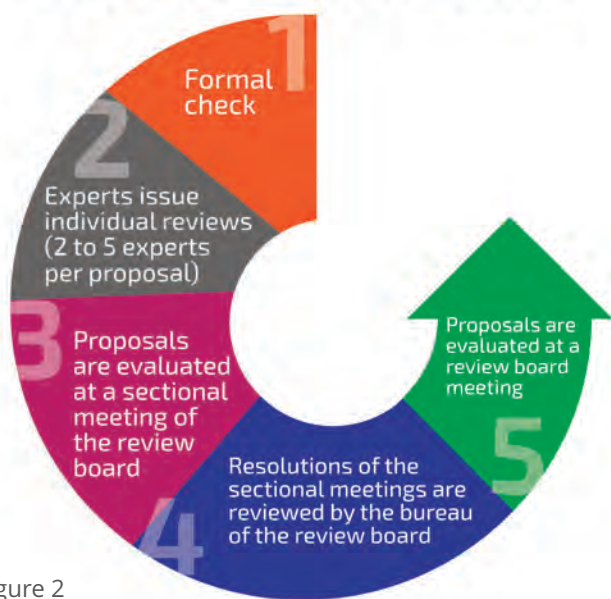 1
Formal
check
2
Experts issue
individual reviews
(2 to 5 experts
per proposal)
3
Proposals
are evaluated
at a sectional
meeting of
the review
board
4
Resolutions of the
sectional meetings are
reviewed by the bureau
of the review board
5
Proposals are
evaluated at a
review board
meeting
gure 2